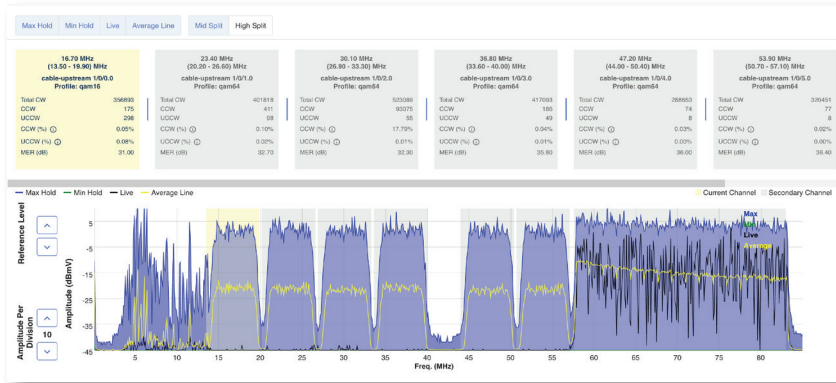 Max Hold Min Hold Live Average Line Mid Split High Split
16.70 MHz
(13.50 - 19.90) MHz
cable-upstream 1/0/0.0
Profile: qam16
Total CW 356893
CCW 175
UCCW 298
CCW (%) 0.05%
UCCW (%) 0.08%
MER (dB) 31.00
23.40 MHz
(20.20 - 26.60) MHz
cable-upstream 1/0/1.0
Profile: qam64
Total CW 401818
CCW 411
UCCW 98
CCW (%) 0.10%
UCCW (%) 0.02%
MER (dB) 32.70
30.10 MHz
(26.90 - 33.30) MHz
cable-upstream 1/0/2.0
Profile: qam64
Total CW 523086
CCW 93075
UCCW 55
CCW (%) 17.79%
UCCW (%) 0.01%
MER (dB) 32.30
36.80 MHz
(33.60 - 40.00) MHz
cable-upstream 1/0/3.0
Profile: qam64
Total CW 417093
CCW 186
UCCW 49
CCW (%) 0.04%
UCCW (%) 0.01%
MER (dB) 35.80
47.20 MHz
(44.00 - 50.40) MHz
cable-upstream 1/0/4.0
Profile: qam64
Total CW 288653
CCW 74
UCCW 8
CCW (%) 0.03%
UCCW (%) 0.00%
MER (dB) 36.00
53.90 MHz
(50.70 - 57.10) MHz
cable-upstream 1/0/5.0
Profile: qam64
Total CW 320451
CCW 77
UCCW 8
CCW (%) 0.02%
UCCW (%) 0.00%
MER (dB) 36.40
Max Hold Min Hold Live Average Line Current Channel Secondary Channel
Reference Level
Amplitude Per
Division
10
Amplitude (dBmV)
5
-5
-15
-25
-35
-45
Max
Live
Average
5 10 15 20 25 30 35 40 45 50 55 60 65 70 75 80
Freq. (MHz)